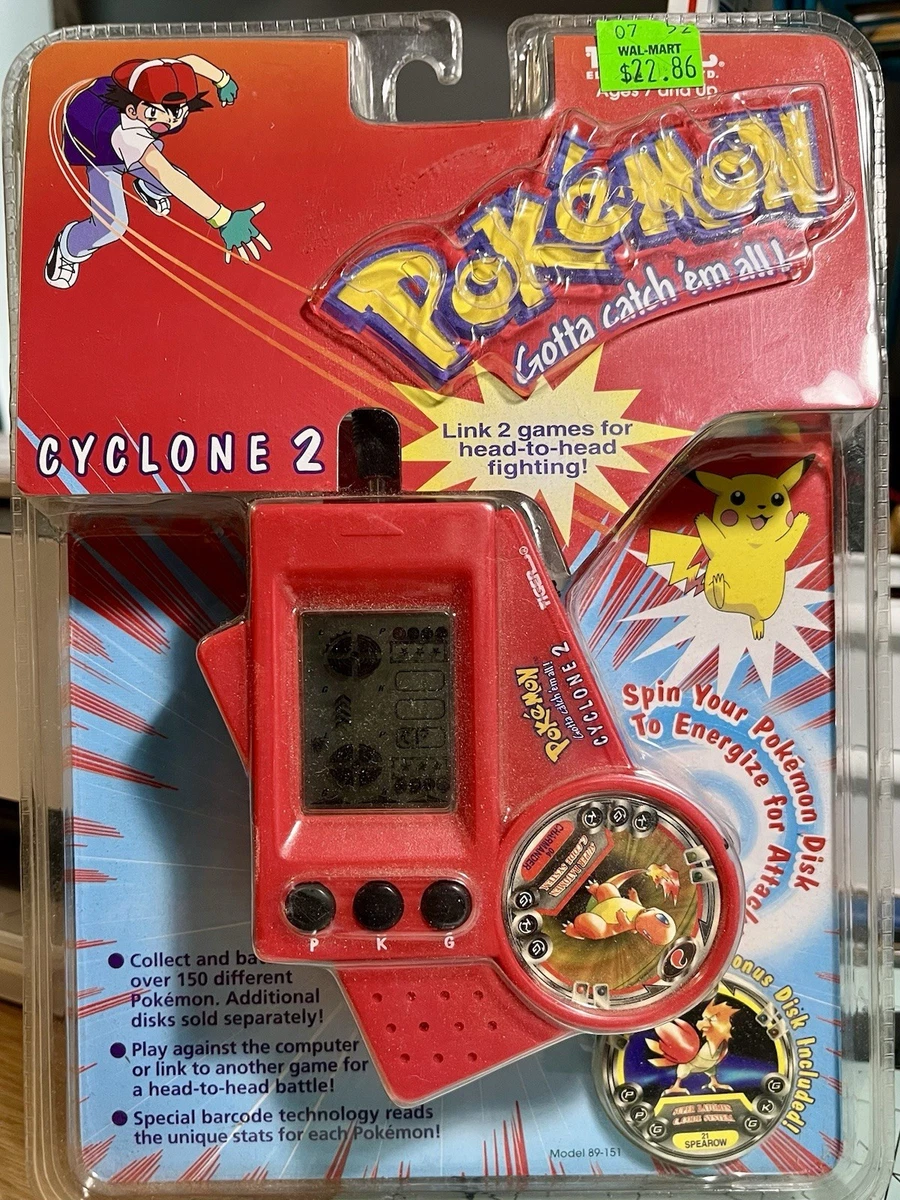 07 52
WAL-MART
$22.86
Ages 7 and up
POKéMON
Gotta catch 'em all!
CYCLONE 2
Link 2 games for
head-to-head
fighting!
TIGER®
POKéMON
Gotta catch 'em all!
CYCLONE 2
Spin Your Pokémon Disk
To Energize for Attack
P K G
04
CHARMANDER
K G K
G K G
Collect and
over 150 different
Pokémon. Additional
disks sold separately!
Play against the computer
or link to another game for
a head-to-head battle!
Special barcode technology reads
the unique stats for each Pokémon!
Bonus Disk Included!
P P G G K G
21
SPEAROW
Model 89-151